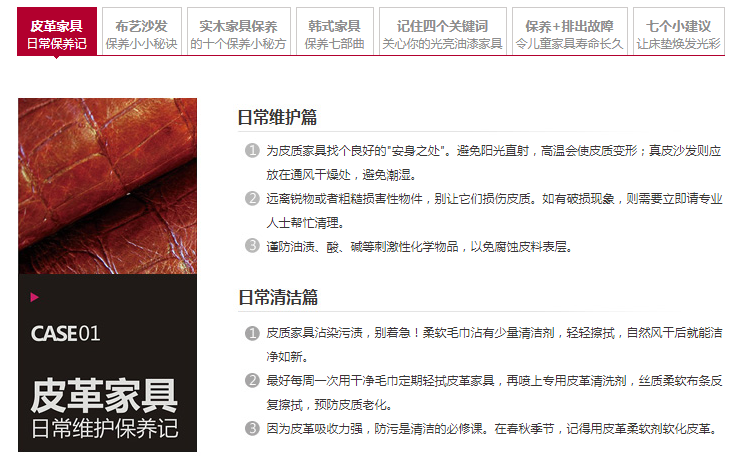 皮革家具
日常保养记
布艺沙发
保养小小秘诀
实木家具保养
的十个保养小秘方
韩式家具
保养七部曲
记住四个关键词
关心你的光亮油漆家具
保养+排出故障
令儿童家具寿命长久
七个小建议
让床垫焕发光彩
日常维护篇
1 为皮质家具找个良好的"安身之处"。避免阳光直射，高温会使皮质变形；真皮沙发则应
放在通风干燥处，避免潮湿。
2 远离锐物或者粗糙损害性物件，别让它们损伤皮质。如有破损现象，则需要立即请专业
人士帮忙清理。
3 谨防油渍、酸、碱等刺激性化学物品，以免腐蚀皮料表层。
日常清洁篇
1 皮质家具沾染污渍，别着急！柔软毛巾沾有少量清洁剂，轻轻擦拭，自然风干后就能洁
净如新。
2 最好每周一次用干净毛巾定期轻拭皮革家具，再喷上专用皮革清洗剂，丝质柔软布条反
复擦拭，预防皮质老化。
3 因为皮革吸收力强，防污是清洁的必修课。在春秋季节，记得用皮革柔软剂软化皮革。
CASE01
皮革家具
日常维护保养记